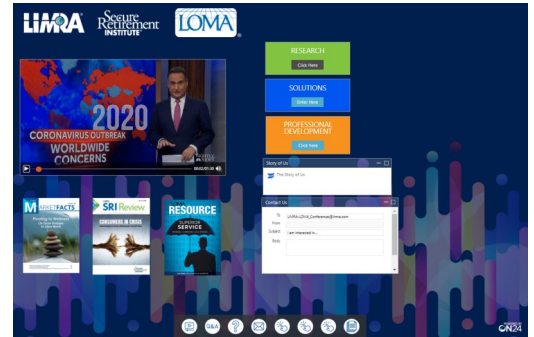 LIMRA
Secure
Retirement
INSTITUTE
LOMA
RESEARCH
Click Here
SOLUTIONS
Enter Here
PROFESSIONAL
DEVELOPMENT
Click Here
2020
CORONAVIRUS OUTBREAK
WORLDWIDE
CONCERNS
Story of Us
The Story of Us
MARKETFACTS
SRI Review
CONSUMERS IN CRISIS
RESOURCE
SUPERIOR
SERVICE
Contact Us
To
LIMRA-LOMA_Conferences@limra.com
From
Subject
I am interested in...
Body
Q&A
?
ON24